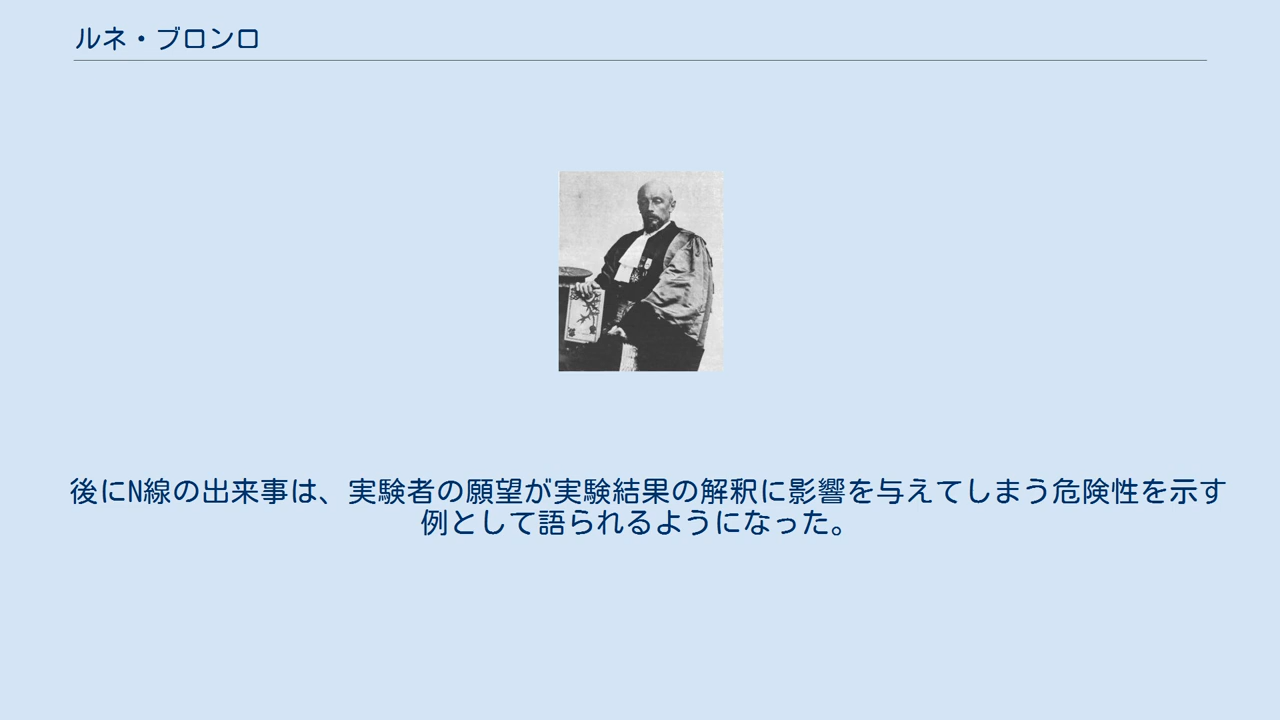 ルネ・ブロンロ
後にN線の出来事は、実験者の願望が実験結果の解釈に影響を与えてしまう危険性を示す
例として語られるようになった。